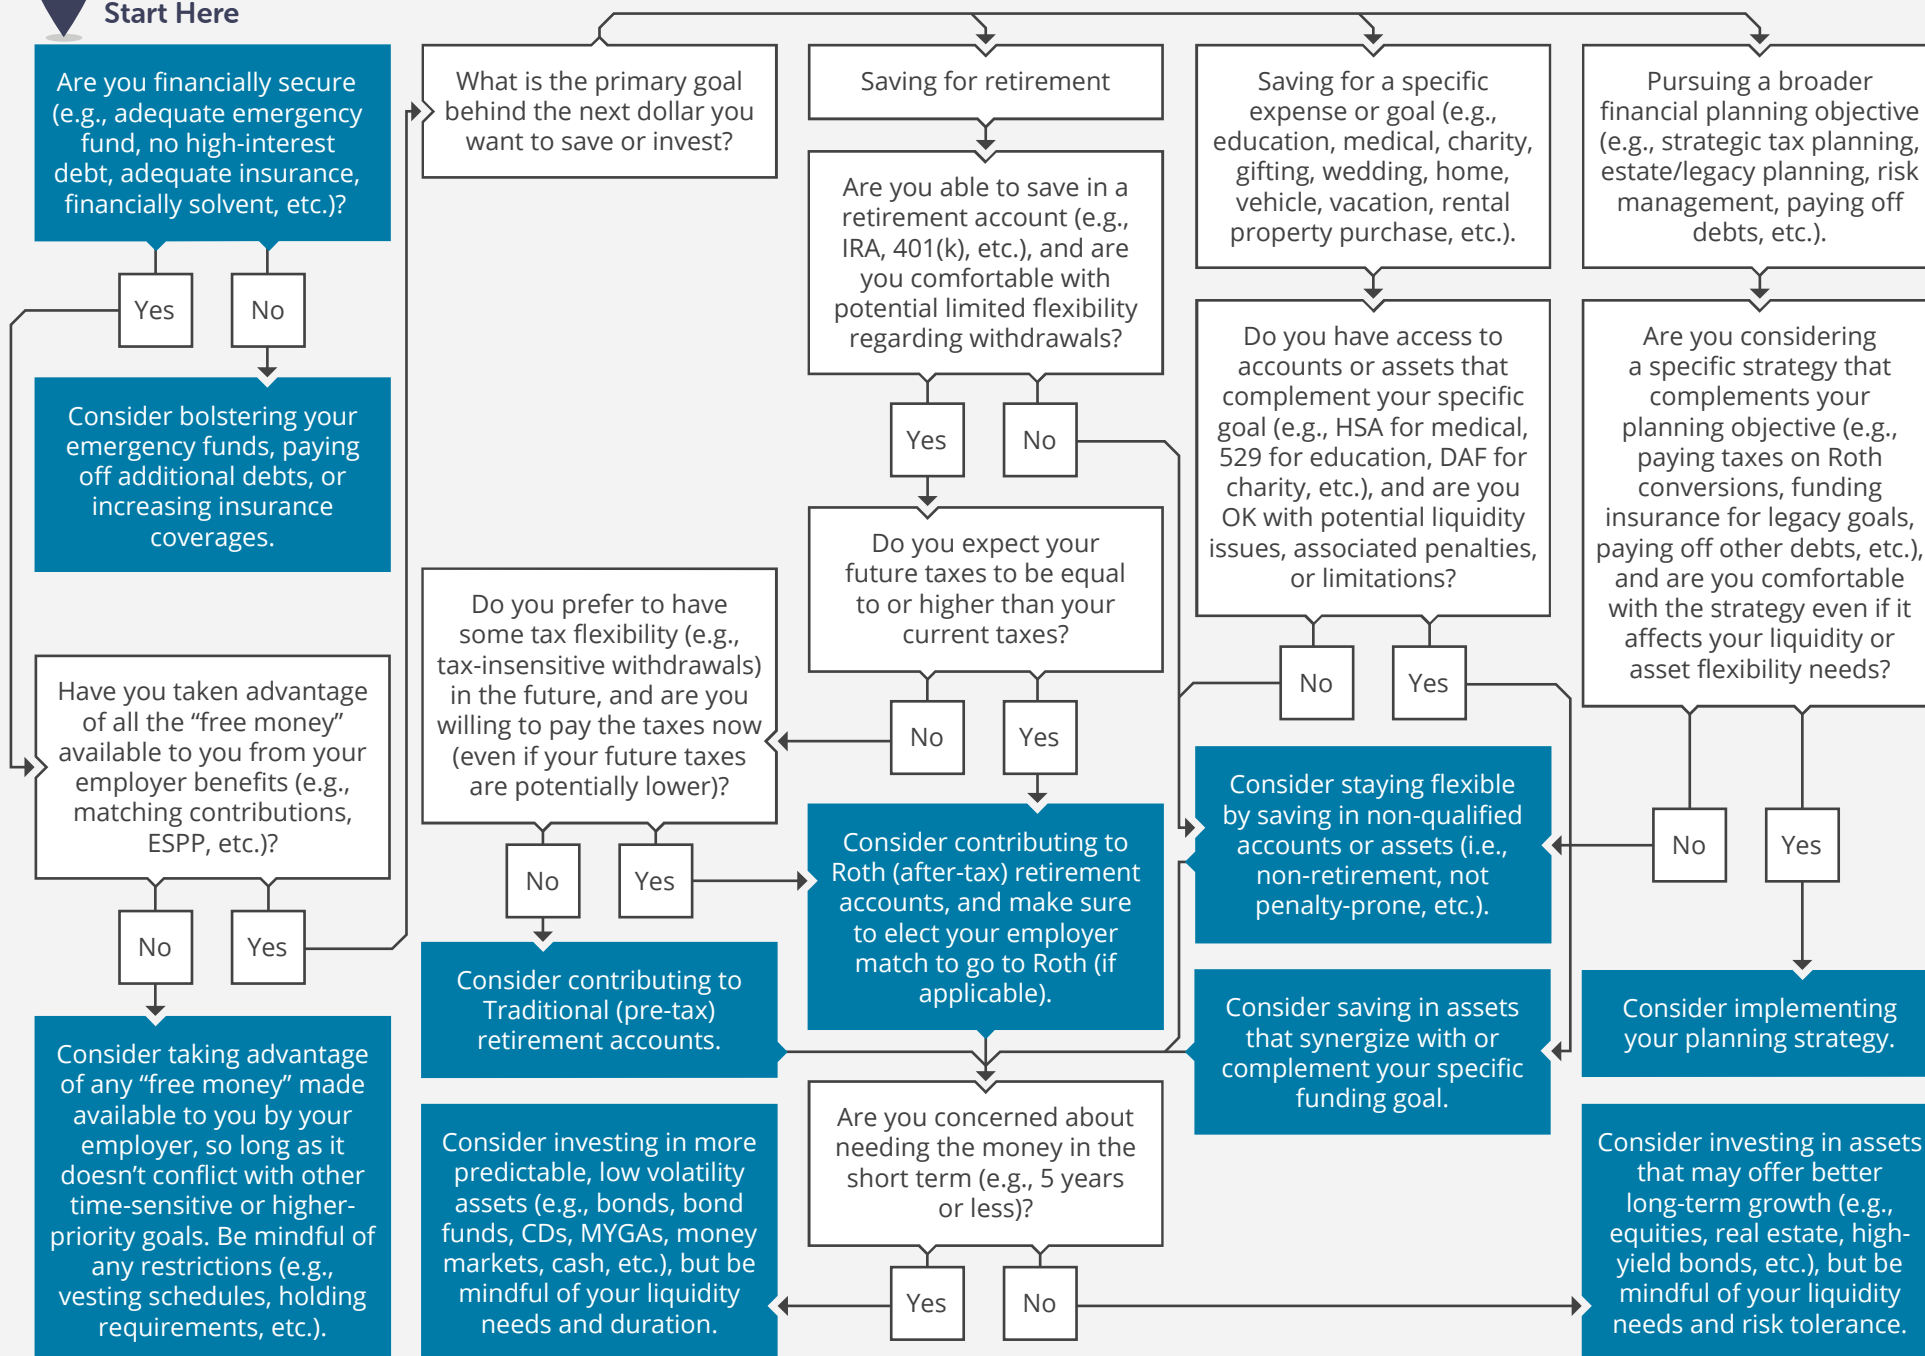 Start Here
Are you financially secure
(e.g., adequate emergency
fund, no high-interest
debt, adequate insurance,
financially solvent, etc.)?
Yes
No
Consider bolstering your
emergency funds, paying
off additional debts, or
increasing insurance
coverages.
Have you taken advantage
of all the “free money”
available to you from your
employer benefits (e.g.,
matching contributions,
ESPP, etc.)?
No
Yes
Consider taking advantage
of any “free money” made
available to you by your
employer, so long as it
doesn’t conflict with other
time-sensitive or higher-
priority goals. Be mindful of
any restrictions (e.g.,
vesting schedules, holding
requirements, etc.).
What is the primary goal
behind the next dollar you
want to save or invest?
Saving for retirement
Are you able to save in a
retirement account (e.g.,
IRA, 401(k), etc.), and are
you comfortable with
potential limited flexibility
regarding withdrawals?
Yes
No
Do you expect your
future taxes to be equal
to or higher than your
current taxes?
No
Yes
Do you prefer to have
some tax flexibility (e.g.,
tax-insensitive withdrawals)
in the future, and are you
willing to pay the taxes now
(even if your future taxes
are potentially lower)?
No
Yes
Consider contributing to
Traditional (pre-tax)
retirement accounts.
Consider contributing to
Roth (after-tax) retirement
accounts, and make sure
to elect your employer
match to go to Roth (if
applicable).
Saving for a specific
expense or goal (e.g.,
education, medical, charity,
gifting, wedding, home,
vehicle, vacation, rental
property purchase, etc.).
Do you have access to
accounts or assets that
complement your specific
goal (e.g., HSA for medical,
529 for education, DAF for
charity, etc.), and are you
OK with potential liquidity
issues, associated penalties,
or limitations?
No
Yes
Consider staying flexible
by saving in non-qualified
accounts or assets (i.e.,
non-retirement, not
penalty-prone, etc.).
Consider saving in assets
that synergize with or
complement your specific
funding goal.
Pursuing a broader
financial planning objective
(e.g., strategic tax planning,
estate/legacy planning, risk
management, paying off
debts, etc.).
Are you considering
a specific strategy that
complements your
planning objective (e.g.,
paying taxes on Roth
conversions, funding
insurance for legacy goals,
paying off other debts, etc.),
and are you comfortable
with the strategy even if it
affects your liquidity or
asset flexibility needs?
No
Yes
Consider implementing
your planning strategy.
Are you concerned about
needing the money in the
short term (e.g., 5 years
or less)?
Yes
No
Consider investing in more
predictable, low volatility
assets (e.g., bonds, bond
funds, CDs, MYGAs, money
markets, cash, etc.), but be
mindful of your liquidity
needs and duration.
Consider investing in assets
that may offer better
long-term growth (e.g.,
equities, real estate, high-
yield bonds, etc.), but be
mindful of your liquidity
needs and risk tolerance.